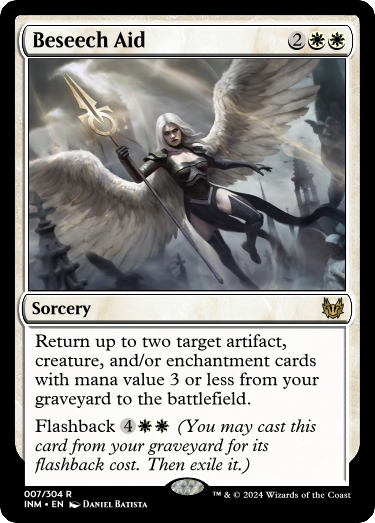 Beseech Aid 2
Sorcery
Return up to two target artifact,
creature, and/or enchantment cards
with mana value 3 or less from your
graveyard to the battlefield.
Flashback 4 (You may cast this
card from your graveyard for its
flashback cost. Then exile it.)
007/304 R
INM • EN Daniel Batista
™ & © 2024 Wizards of the Coast